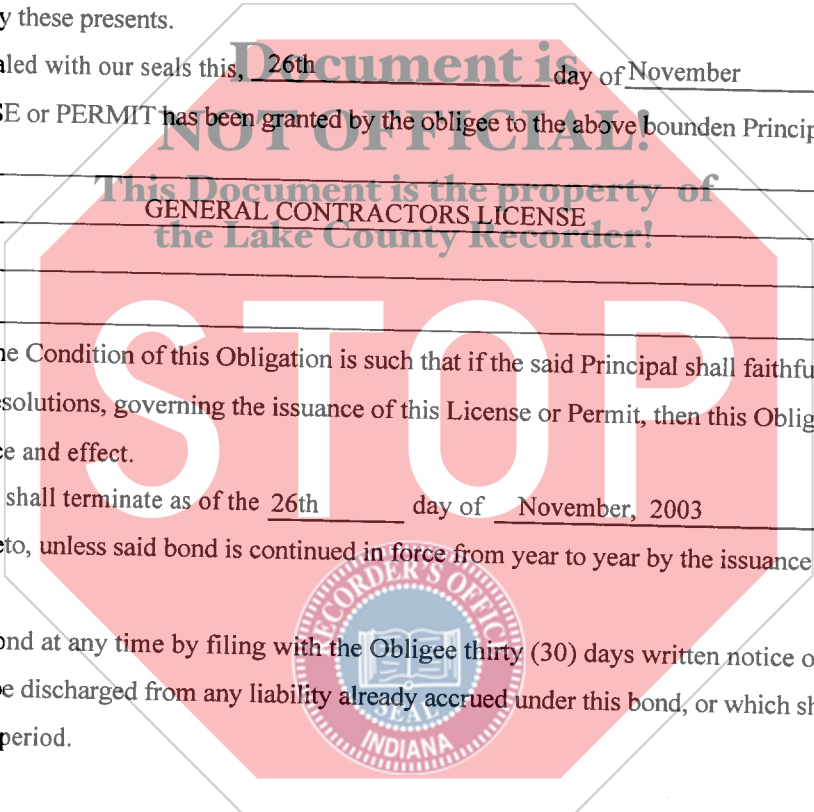 y these presents.
aled with our seals this, 26th day of November
SE or PERMIT has been granted by the obligee to the above bounden Princip
GENERAL CONTRACTORS LICENSE
Document is
NOT OFFICIAL!
This Document is the property of
the Lake County Recorder!
STOP
ne Condition of this Obligation is such that if the said Principal shall faithfu
esolutions, governing the issuance of this License or Permit, then this Oblig
ce and effect.
shall terminate as of the 26th day of November, 2003
eto, unless said bond is continued in force from year to year by the issuance
ond at any time by filing with the Obligee thirty (30) days written notice o
be discharged from any liability already accrued under this bond, or which sh
period.
RECORDER'S OFFICE
SEAL
INDIANA